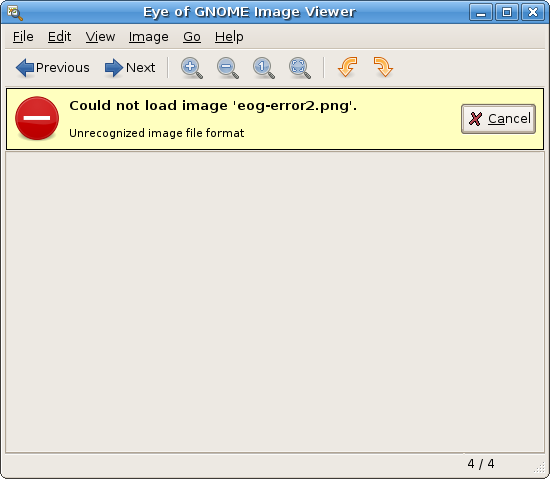 Eye of GNOME Image Viewer
File Edit View Image Go Help
Previous Next 1
Could not load image 'eog-error2.png'.
Unrecognized image file format
Cancel
4 / 4